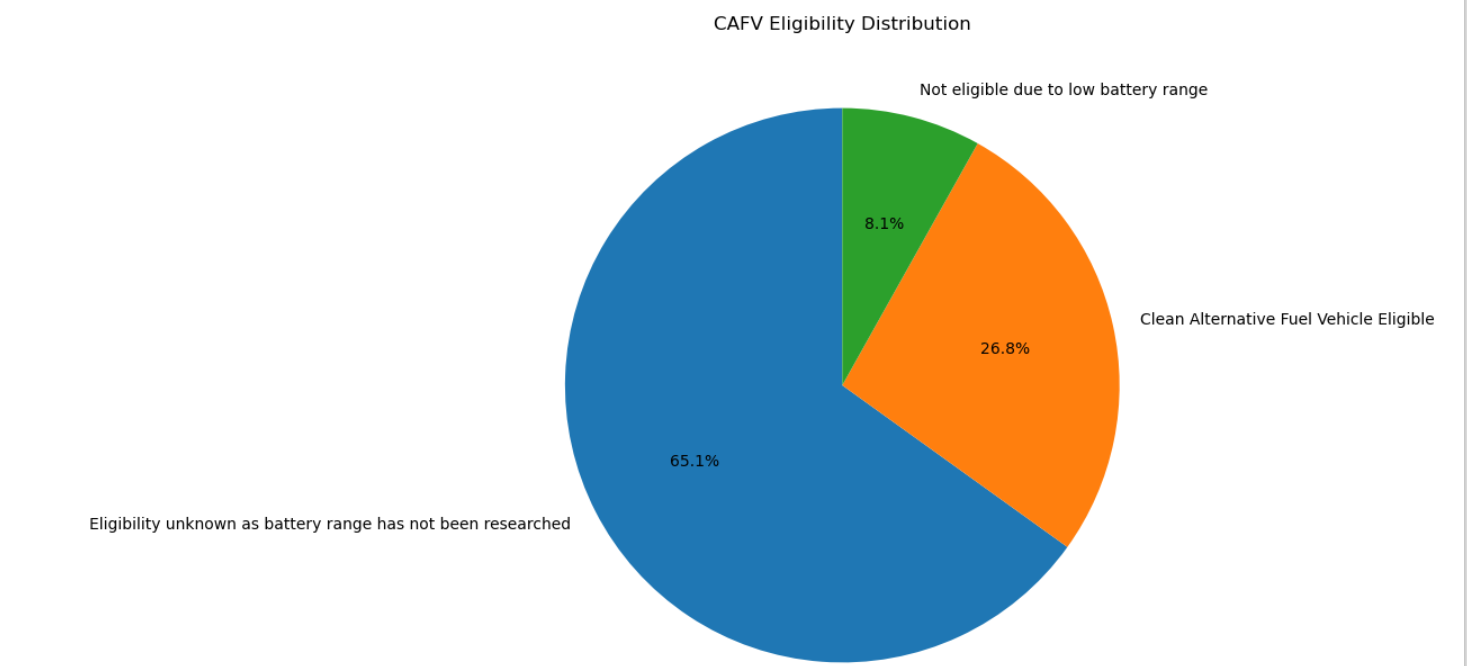 CAFV Eligibility Distribution
Not eligible due to low battery range
8.1%
Clean Alternative Fuel Vehicle Eligible
26.8%
65.1%
Eligibility unknown as battery range has not been researched